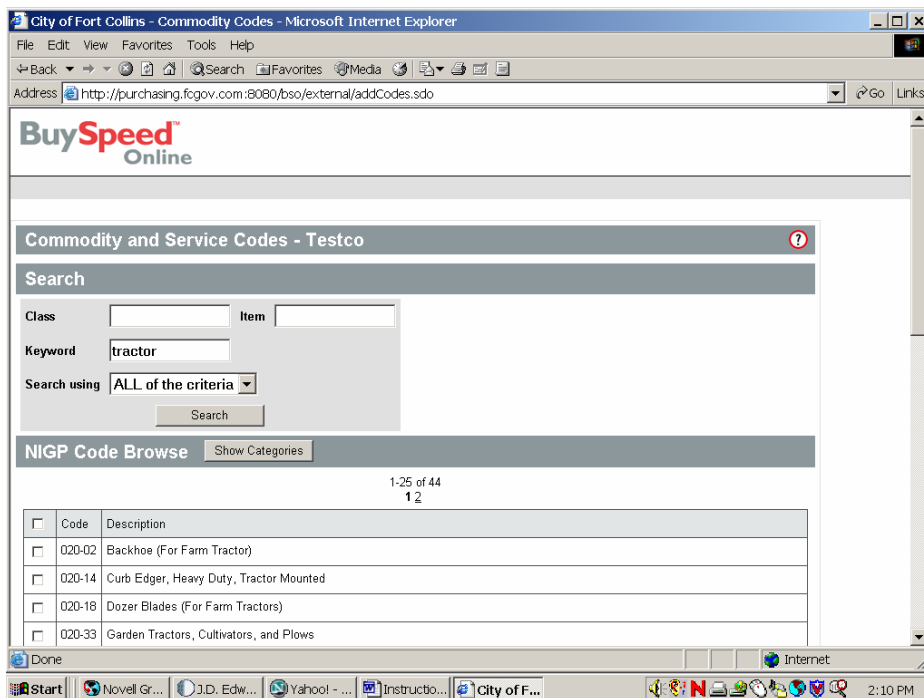 City of Fort Collins - Commodity Codes - Microsoft Internet Explorer
File Edit View Favorites Tools Help
Back Search Favorites Media
Address http://purchasing.fcgov.com:8080/bso/external/addCodes.sdo Go Links
BuySpeed™
Online
Commodity and Service Codes - Testco ?
Search
Class Item
Keyword tractor
Search using ALL of the criteria
Search
NIGP Code Browse Show Categories
1-25 of 44
1 2
Code Description
020-02 Backhoe (For Farm Tractor)
020-14 Curb Edger, Heavy Duty, Tractor Mounted
020-18 Dozer Blades (For Farm Tractors)
020-33 Garden Tractors, Cultivators, and Plows
Done Internet
Start Novell Gr... J.D. Edw... Yahoo! - ... Instructio... City of F... N 2:10 PM